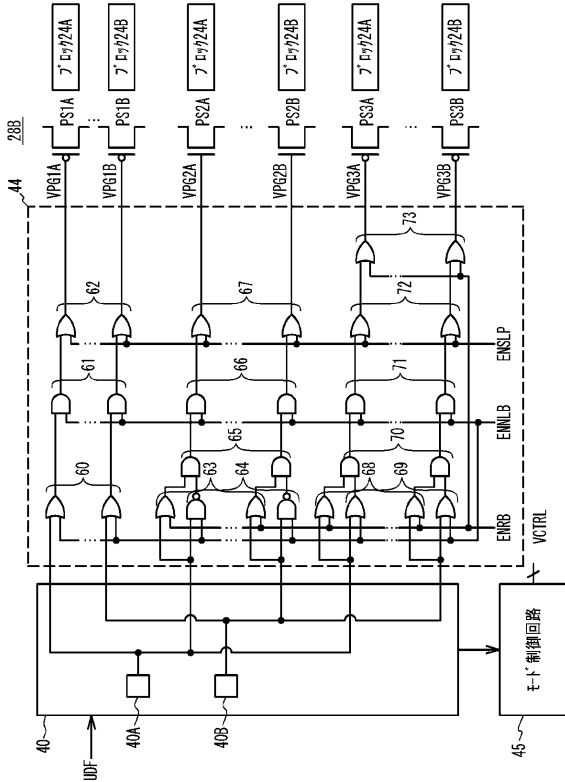 28B
44
40
60
61
62
VPG1A
PS1A
ブロック24A
UDF
VPG1B
PS1B
ブロック24B
40A
63
64
65
66
67
VPG2A
PS2A
ブロック24A
40B
VPG2B
PS2B
ブロック24B
68
69
70
71
72
73
VPG3A
PS3A
ブロック24A
VPG3B
PS3B
ブロック24B
ENRB
ENNLB
ENSLP
VCTRL
45
モード制御回路